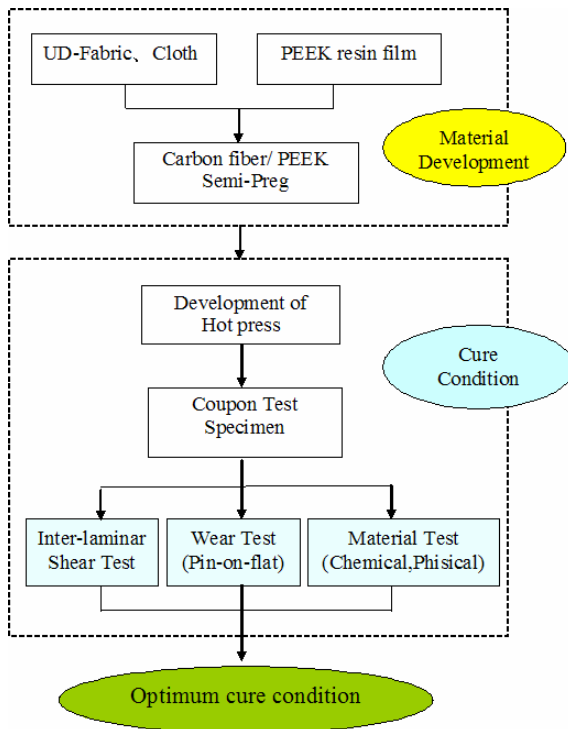 UD-Fabric、Cloth
PEEK resin film
Carbon fiber/ PEEK
Semi-Preg
Material
Development
Development of
Hot press
Cure
Condition
Coupon Test
Specimen
Inter-laminar
Shear Test
Wear Test
(Pin-on-flat)
Material Test
(Chemical,Phisical)
Optimum cure condition